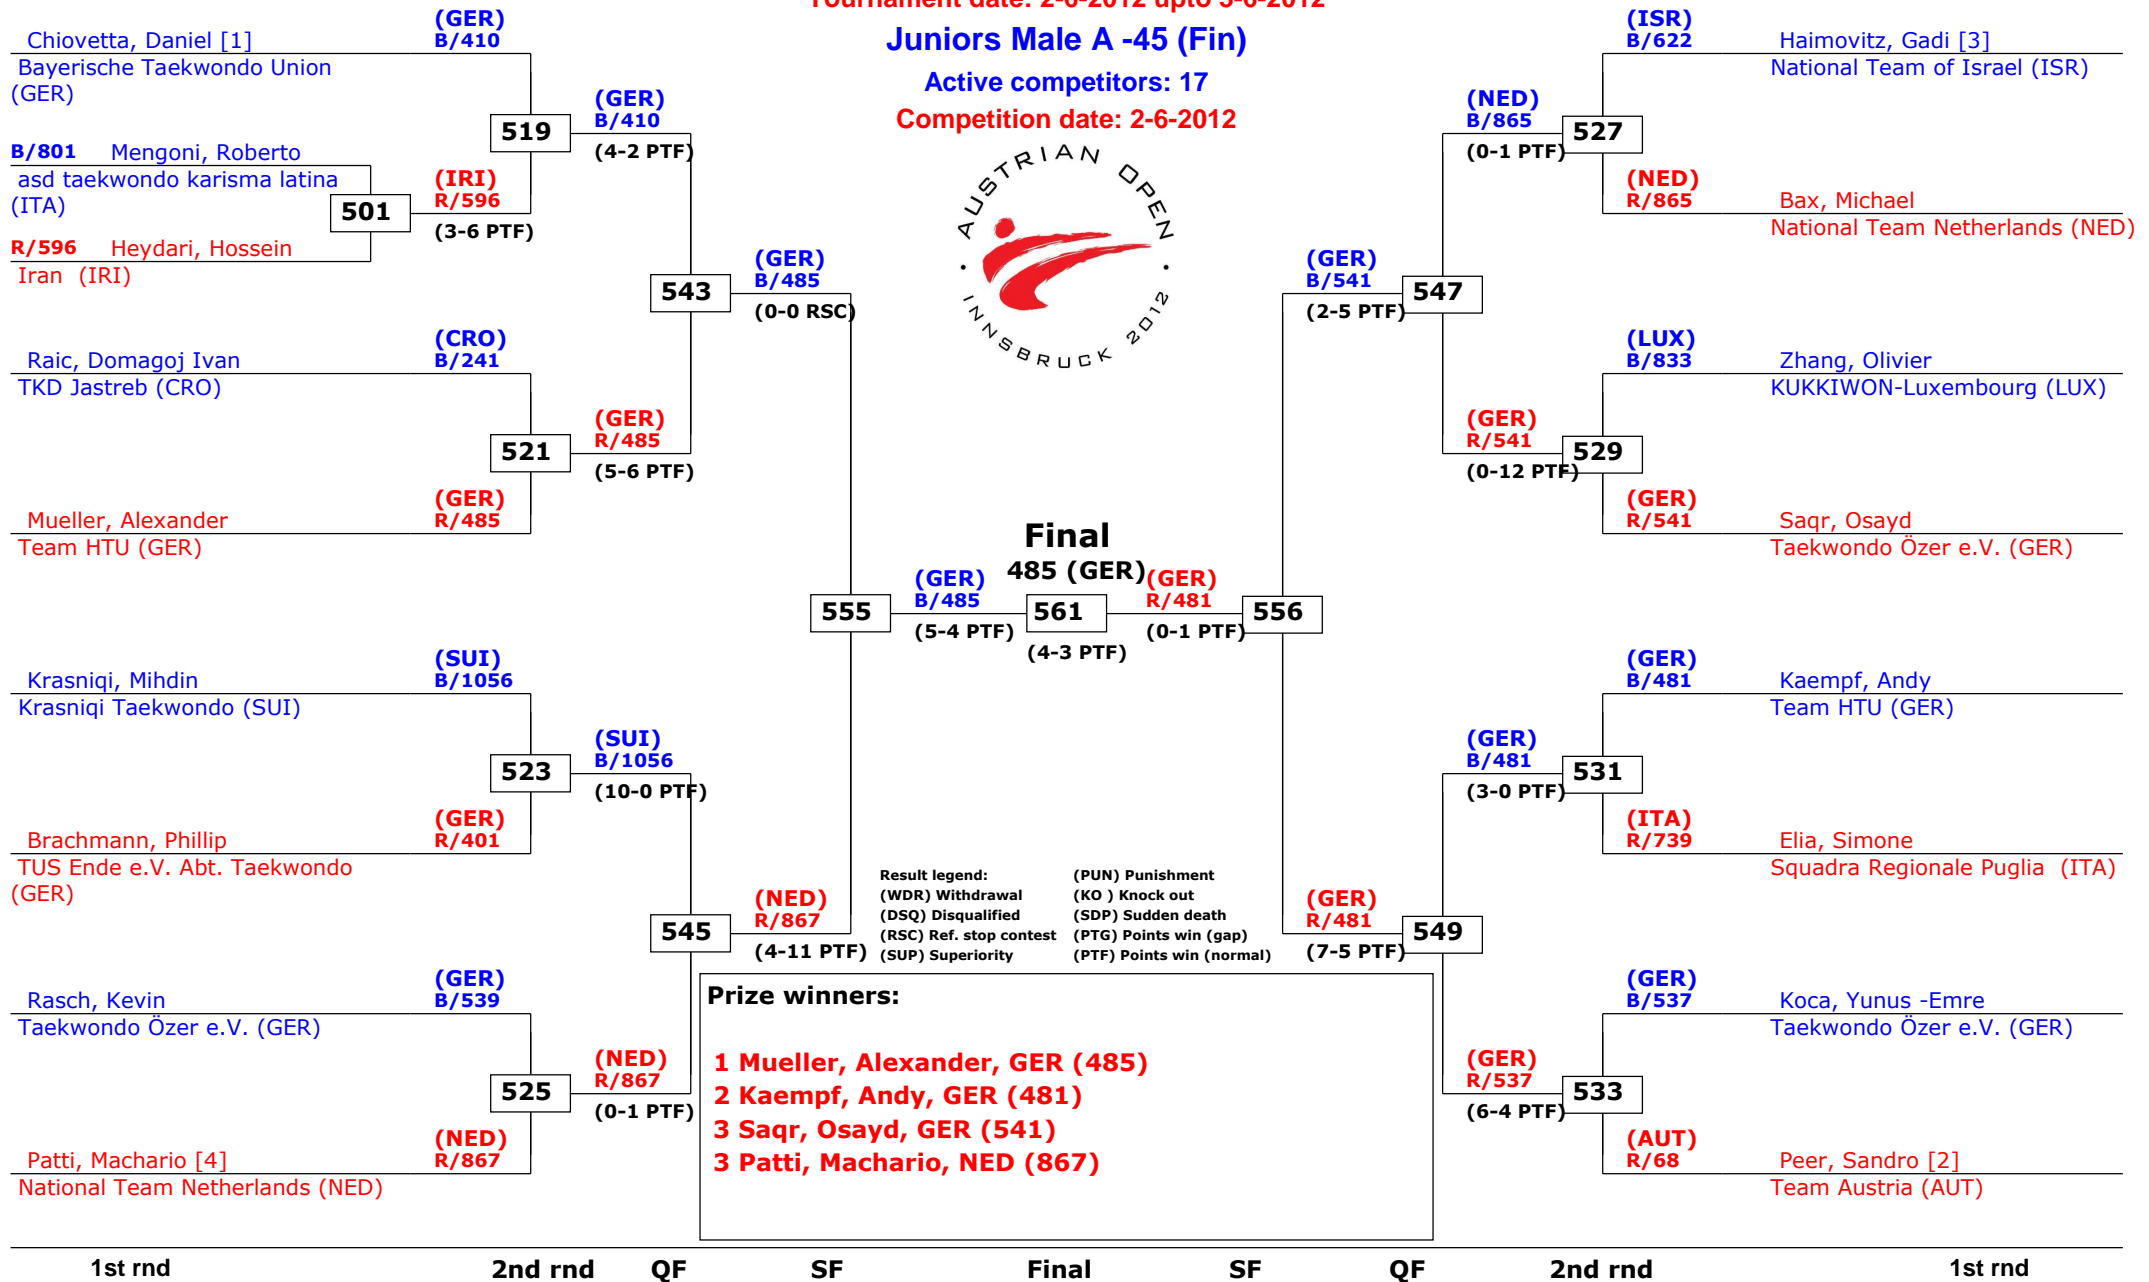 Tournament date: 2-6-2012 upto 3-6-2012
Juniors Male A -45 (Fin)
Active competitors: 17
Competition date: 2-6-2012
AUSTRIAN OPEN
INNSBRUCK 2012
(GER)
Chiovetta, Daniel [1] B/410
Bayerische Taekwondo Union
(GER)
519
(GER)
B/410
(4-2 PTF)
B/801 Mengoni, Roberto
asd taekwondo karisma latina
(ITA)
501
(IRI)
R/596
(3-6 PTF)
R/596 Heydari, Hossein
Iran (IRI)
543
(GER)
B/485
(0-0 RSC)
(CRO)
Raic, Domagoj Ivan B/241
TKD Jastreb (CRO)
521
(GER)
R/485
(5-6 PTF)
(GER)
Mueller, Alexander R/485
Team HTU (GER)
555
(GER)
B/485
(5-4 PTF)
Final
485 (GER)
561
(4-3 PTF)
(GER)
R/481
(0-1 PTF)
556
(SUI)
Krasniqi, Mihdin B/1056
Krasniqi Taekwondo (SUI)
523
(SUI)
B/1056
(10-0 PTF)
(GER)
Brachmann, Phillip R/401
TUS Ende e.V. Abt. Taekwondo
(GER)
545
(NED)
R/867
(4-11 PTF)
(GER)
Rasch, Kevin B/539
Taekwondo Özer e.V. (GER)
525
(NED)
R/867
(0-1 PTF)
(NED)
Patti, Machario [4] R/867
National Team Netherlands (NED)
(ISR)
B/622 Haimovitz, Gadi [3]
National Team of Israel (ISR)
(NED)
B/865
(0-1 PTF)
527
(NED)
R/865 Bax, Michael
National Team Netherlands (NED)
(GER)
B/541
(2-5 PTF)
547
(LUX)
B/833 Zhang, Olivier
KUKKIWON-Luxembourg (LUX)
(GER)
R/541
(0-12 PTF)
529
(GER)
R/541 Saqr, Osayd
Taekwondo Özer e.V. (GER)
(GER)
B/481 Kaempf, Andy
Team HTU (GER)
(GER)
B/481
(3-0 PTF)
531
(ITA)
R/739 Elia, Simone
Squadra Regionale Puglia (ITA)
(GER)
R/481
(7-5 PTF)
549
(GER)
B/537 Koca, Yunus -Emre
Taekwondo Özer e.V. (GER)
(GER)
R/537
(6-4 PTF)
533
(AUT)
R/68 Peer, Sandro [2]
Team Austria (AUT)
Result legend: (PUN) Punishment
(WDR) Withdrawal (KO ) Knock out
(DSQ) Disqualified (SDP) Sudden death
(RSC) Ref. stop contest (PTG) Points win (gap)
(SUP) Superiority (PTF) Points win (normal)
Prize winners:
1 Mueller, Alexander, GER (485)
2 Kaempf, Andy, GER (481)
3 Saqr, Osayd, GER (541)
3 Patti, Machario, NED (867)
1st rnd 2nd rnd QF SF Final SF QF 2nd rnd 1st rnd